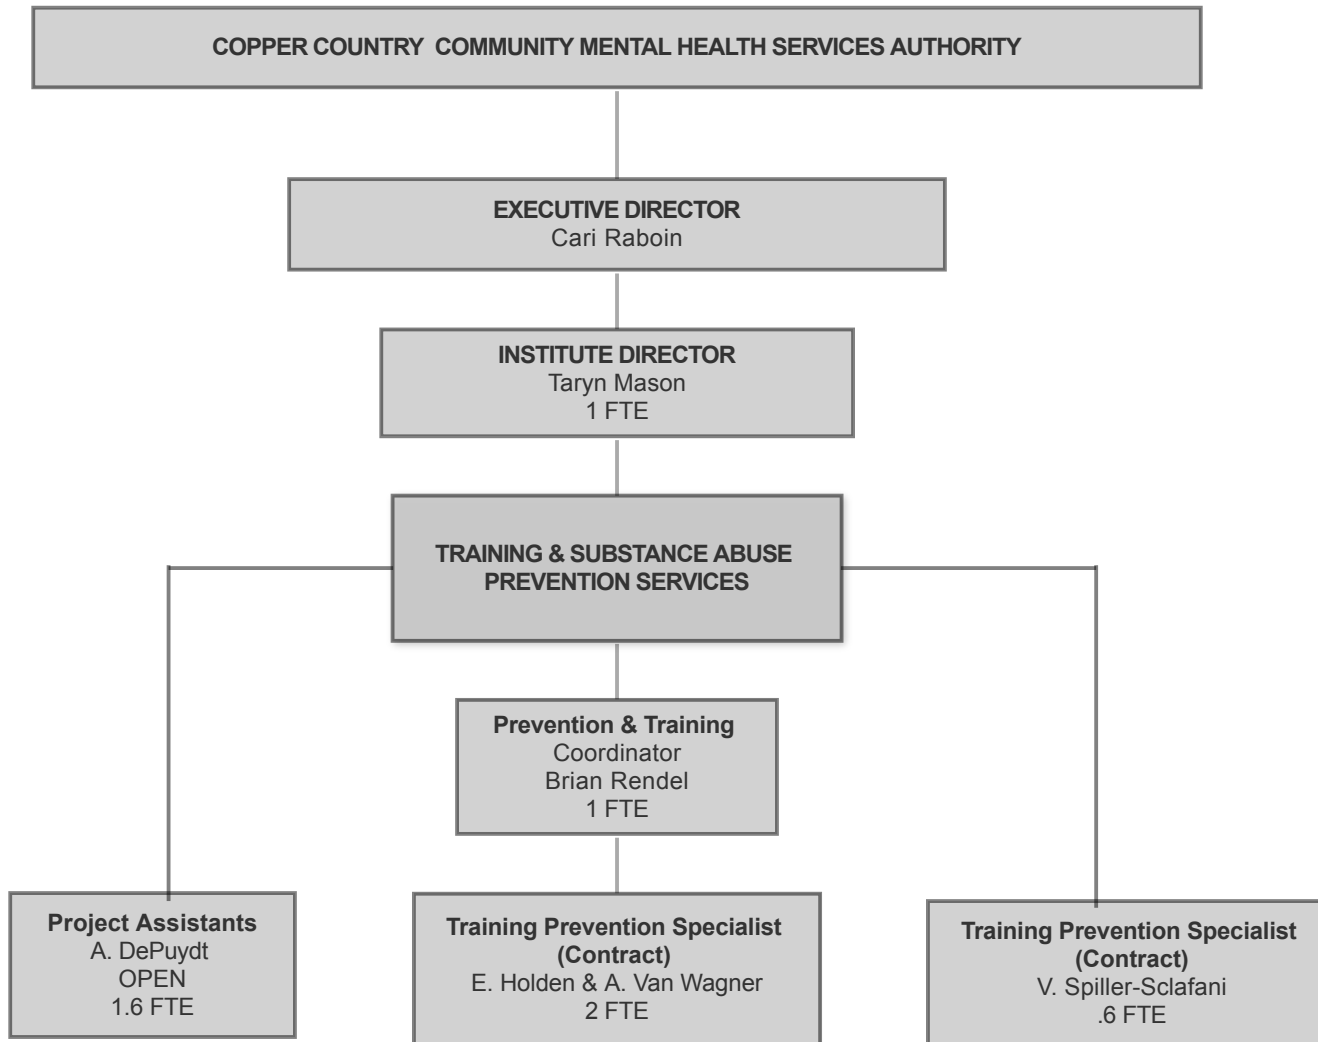 COPPER COUNTRY  COMMUNITY MENTAL HEALTH SERVICES AUTHORITY
EXECUTIVE DIRECTOR
Cari Raboin
INSTITUTE DIRECTOR
Taryn Mason
1 FTE
TRAINING & SUBSTANCE ABUSE
PREVENTION SERVICES
Prevention & Training
Coordinator
Brian Rendel
1 FTE
Project Assistants
A. DePuydt
OPEN
1.6 FTE
Training Prevention Specialist
(Contract)
E. Holden & A. Van Wagner
2 FTE
Training Prevention Specialist
(Contract)
V. Spiller-Sclafani
.6 FTE